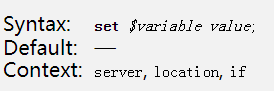 Syntax: set $variable value;
Default: —
Context: server, location, if